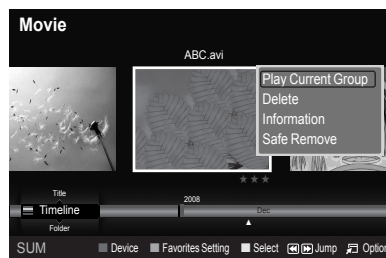 Movie
ABC.avi
Play Current Group
Delete
Information
Safe Remove
Title
2008
Timeline
Dec
Folder
SUM Device Favorites Setting Select Jump Option